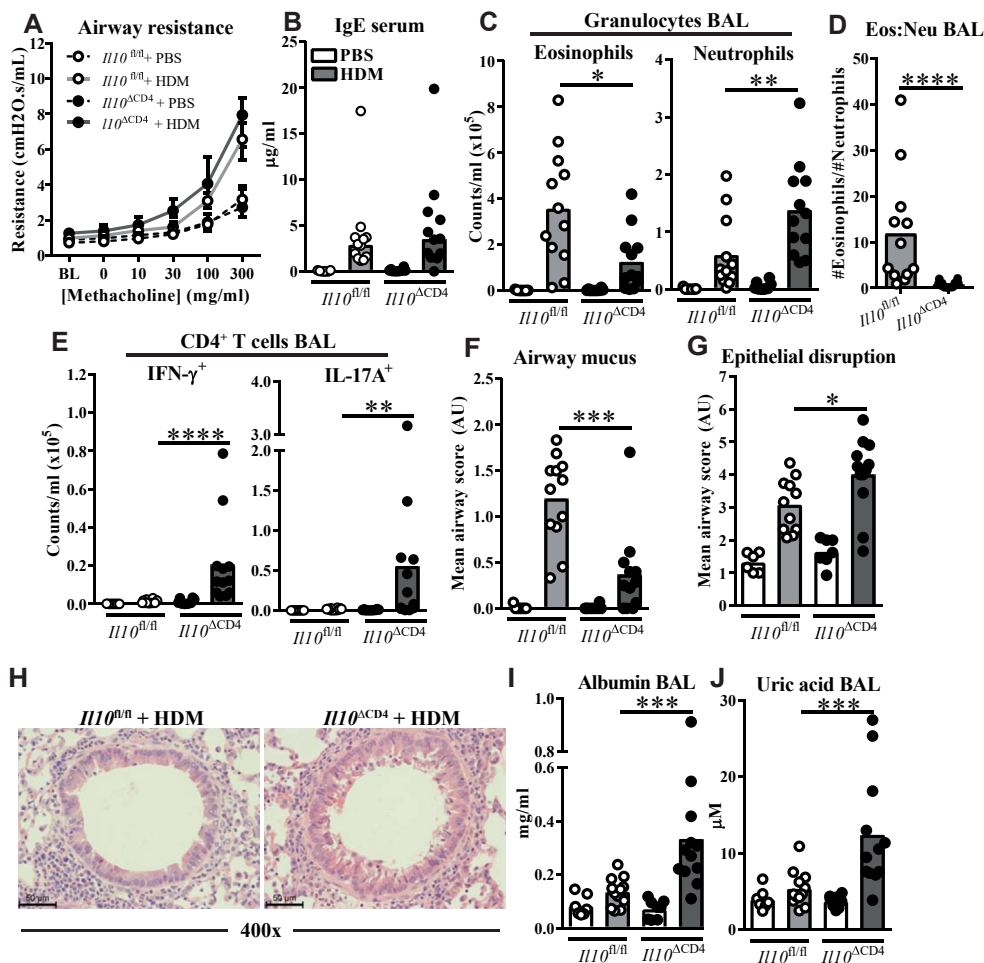 A
Airway resistance
Resistance (cmH2O.s/mL)
12
10
8
6
4
2
0
Il10 fl/fl + PBS
Il10 fl/fl + HDM
Il10ΔCD4 + PBS
l10ΔCD4 + HDM
BL 0 10 30 100 300
[Methacholine] (mg/ml)
B
IgE serum
µg/ml
25
20
15
10
5
0
PBS
HDM
Il10fl/fl Il10ΔCD4
C
Granulocytes BAL
Eosinophils
*
Counts/ml (x10⁵)
10
8
6
4
2
0
Il10fl/fl Il10ΔCD4
Neutrophils
**
4
3
2
1
0
Il10fl/fl Il10ΔCD4
D
Eos:Neu BAL
****
#Eosinophils/#Neutrophils
50
40
30
20
10
0
Il10fl/fl Il10ΔCD4
E
CD4⁺ T cells BAL
IFN-γ⁺
****
Counts/ml (x10⁵)
1.2
1.0
0.8
0.6
0.4
0.2
0.0
Il10fl/fl Il10ΔCD4
IL-17A⁺
**
4.0
3.0
2.0
1.5
1.0
0.5
0.0
Il10fl/fl Il10ΔCD4
F
Airway mucus
***
Mean airway score (AU)
2.5
2.0
1.5
1.0
0.5
0.0
Il10fl/fl Il10ΔCD4
G
Epithelial disruption
*
Mean airway score (AU)
7
6
5
4
3
2
1
0
Il10fl/fl Il10ΔCD4
H
Il10fl/fl + HDM
Il10ΔCD4 + HDM
50 µm
50 µm
400x
I
Albumin BAL
***
mg/ml
1.0
0.8
0.6
0.4
0.2
0.0
Il10fl/fl Il10ΔCD4
J
Uric acid BAL
***
µM
30
20
10
0
Il10fl/fl Il10ΔCD4